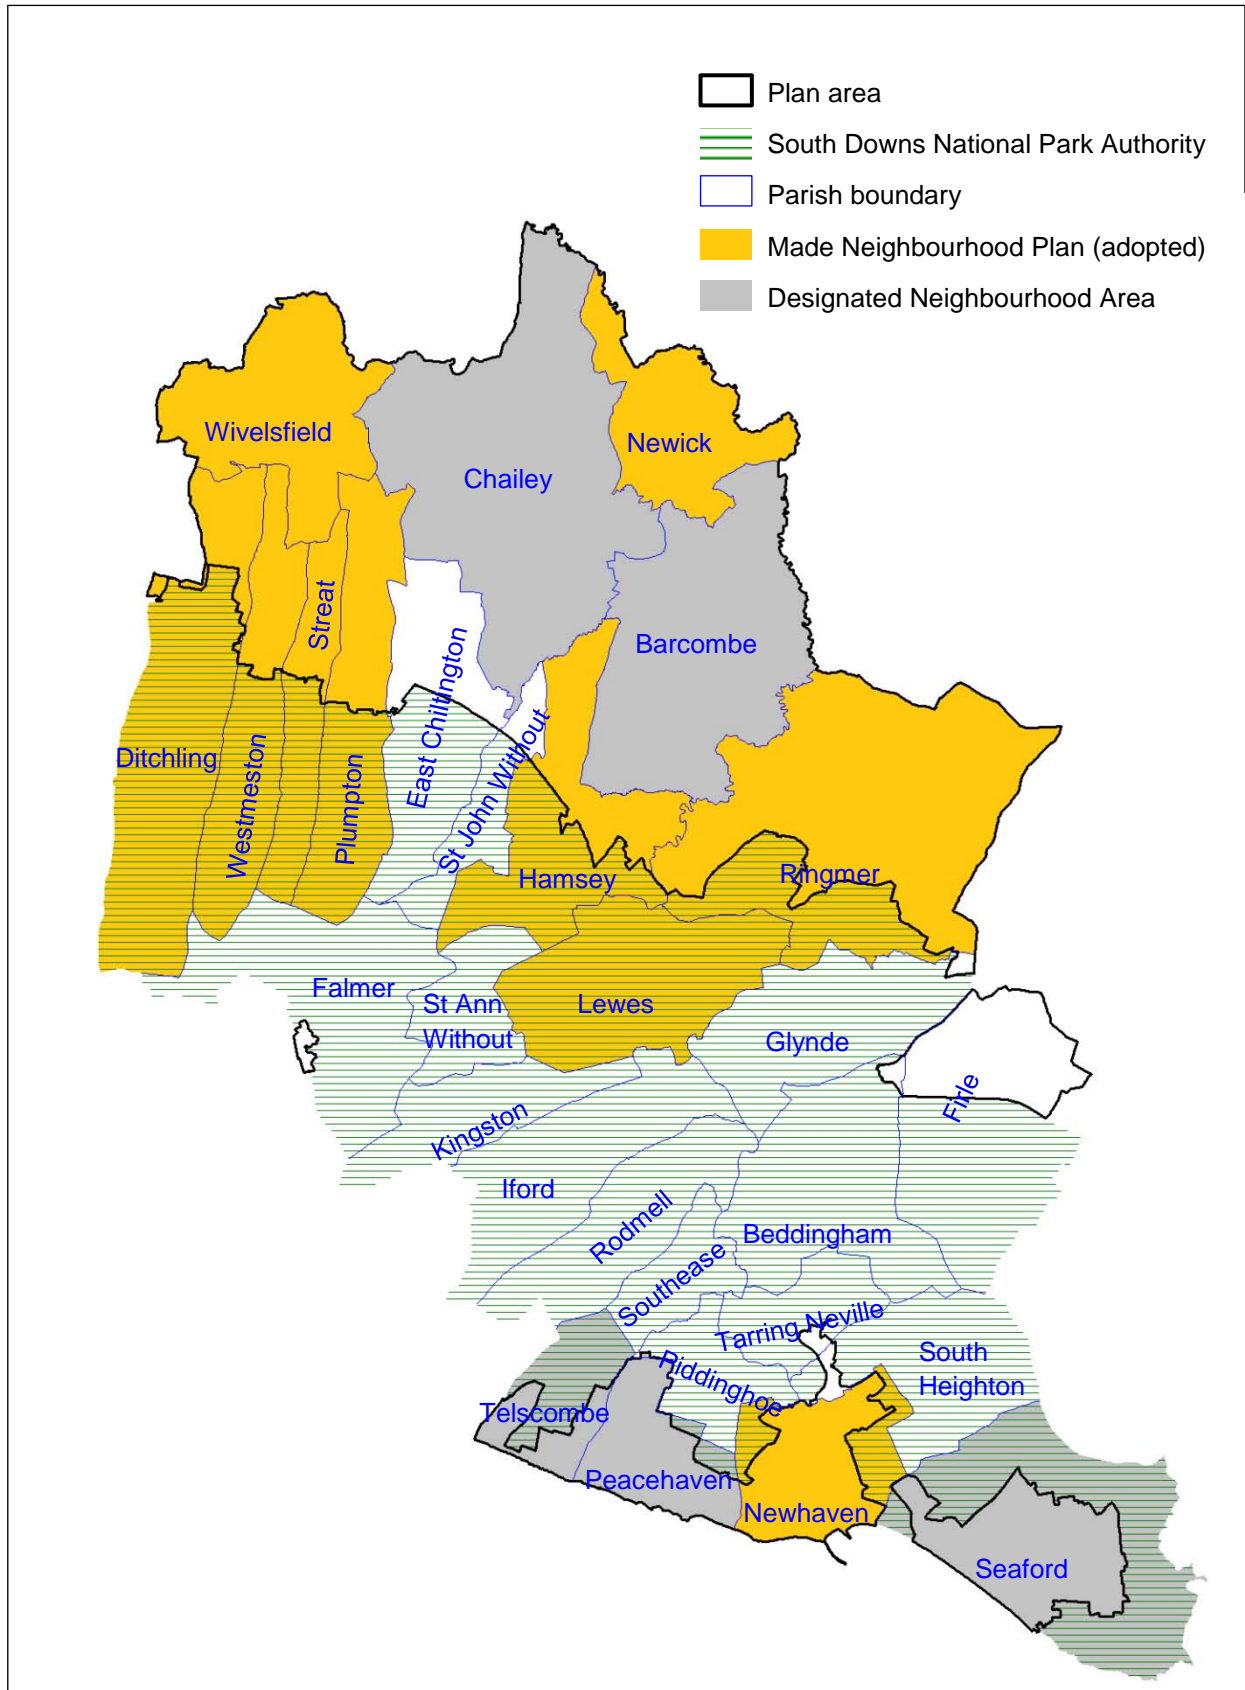 Plan area
South Downs National Park Authority
Parish boundary
Made Neighbourhood Plan (adopted)
Designated Neighbourhood Area
Wivelsfield
Newick
Chailey
Streat
Barcombe
East Chiltington
Ditchling
Westmeston
Plumpton
St John Without
Hamsey
Ringmer
Falmer
St Ann
Without
Lewes
Glynde
Firle
Kingston
Iford
Rodmell
Beddingham
Southease
Tarring Neville
South
Heighton
Piddinghoe
Telscombe
Peacehaven
Newhaven
Seaford